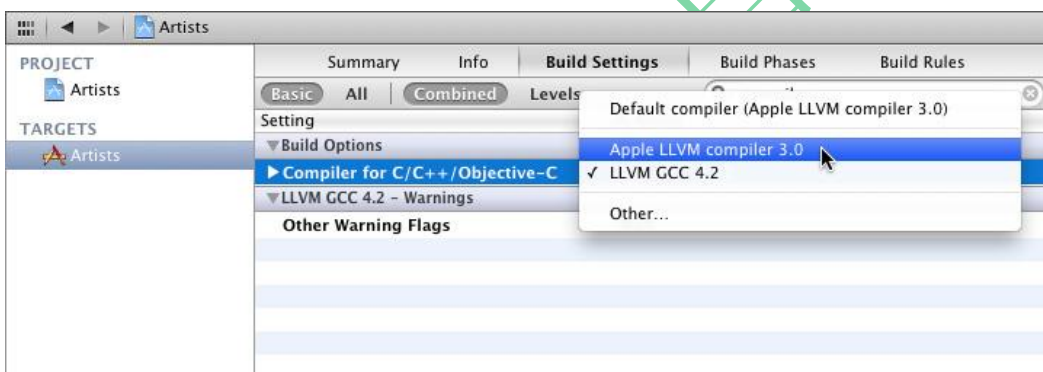 Artists
PROJECT
Artists
TARGETS
Artists
Summary Info Build Settings Build Phases Build Rules
Basic All Combined Levels
Setting
Build Options
Compiler for C/C++/Objective-C
LLVM GCC 4.2 - Warnings
Other Warning Flags
Default compiler (Apple LLVM compiler 3.0)
Apple LLVM compiler 3.0
✓ LLVM GCC 4.2
Other...